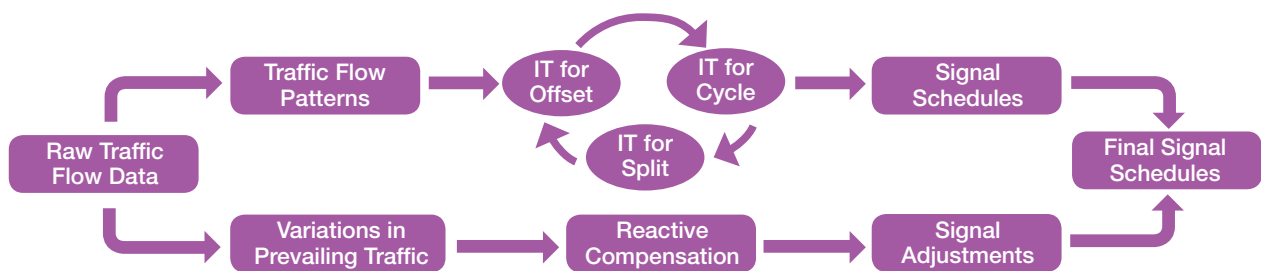 Raw Traffic
Flow Data
Traffic Flow
Patterns
IT for
Offset
IT for
Cycle
IT for
Split
Signal
Schedules
Variations in
Prevailing Traffic
Reactive
Compensation
Signal
Adjustments
Final Signal
Schedules